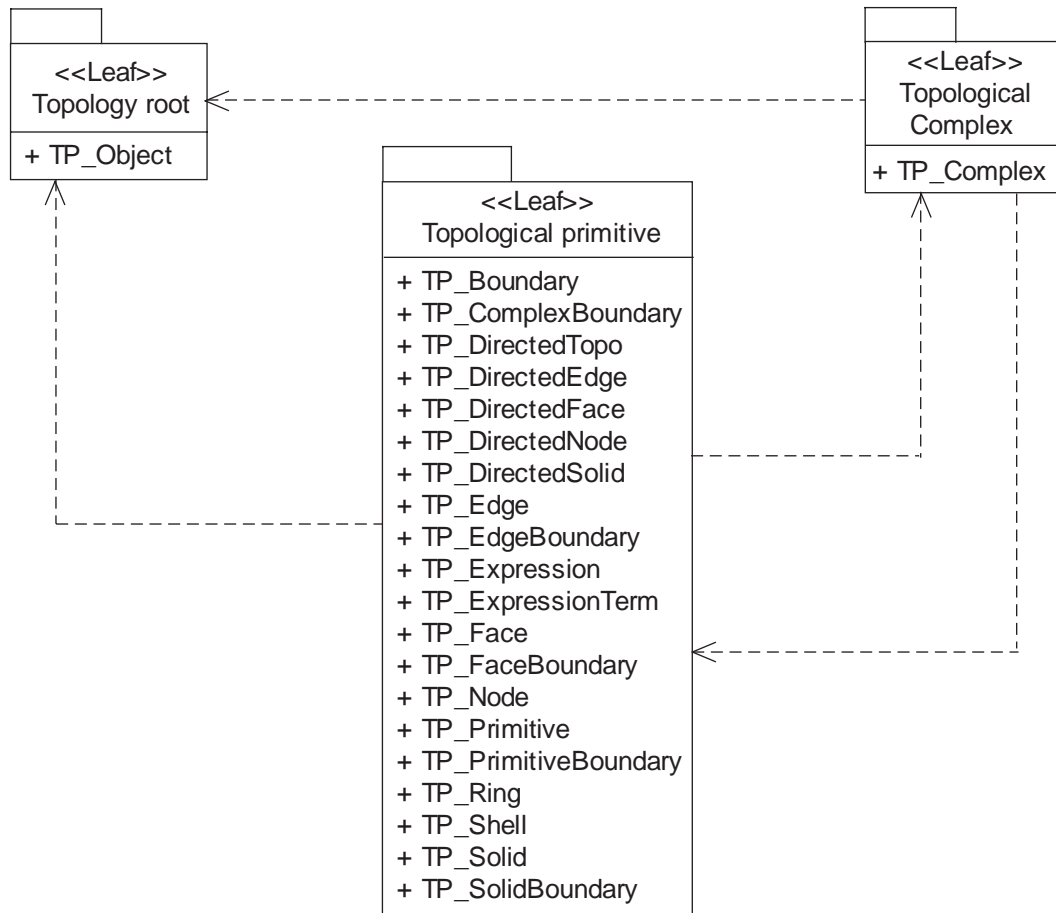 <<Leaf>>
Topology root
+ TP_Object
<<Leaf>>
Topological
Complex
+ TP_Complex
<<Leaf>>
Topological primitive
+ TP_Boundary
+ TP_ComplexBoundary
+ TP_DirectedTopo
+ TP_DirectedEdge
+ TP_DirectedFace
+ TP_DirectedNode
+ TP_DirectedSolid
+ TP_Edge
+ TP_EdgeBoundary
+ TP_Expression
+ TP_ExpressionTerm
+ TP_Face
+ TP_FaceBoundary
+ TP_Node
+ TP_Primitive
+ TP_PrimitiveBoundary
+ TP_Ring
+ TP_Shell
+ TP_Solid
+ TP_SolidBoundary